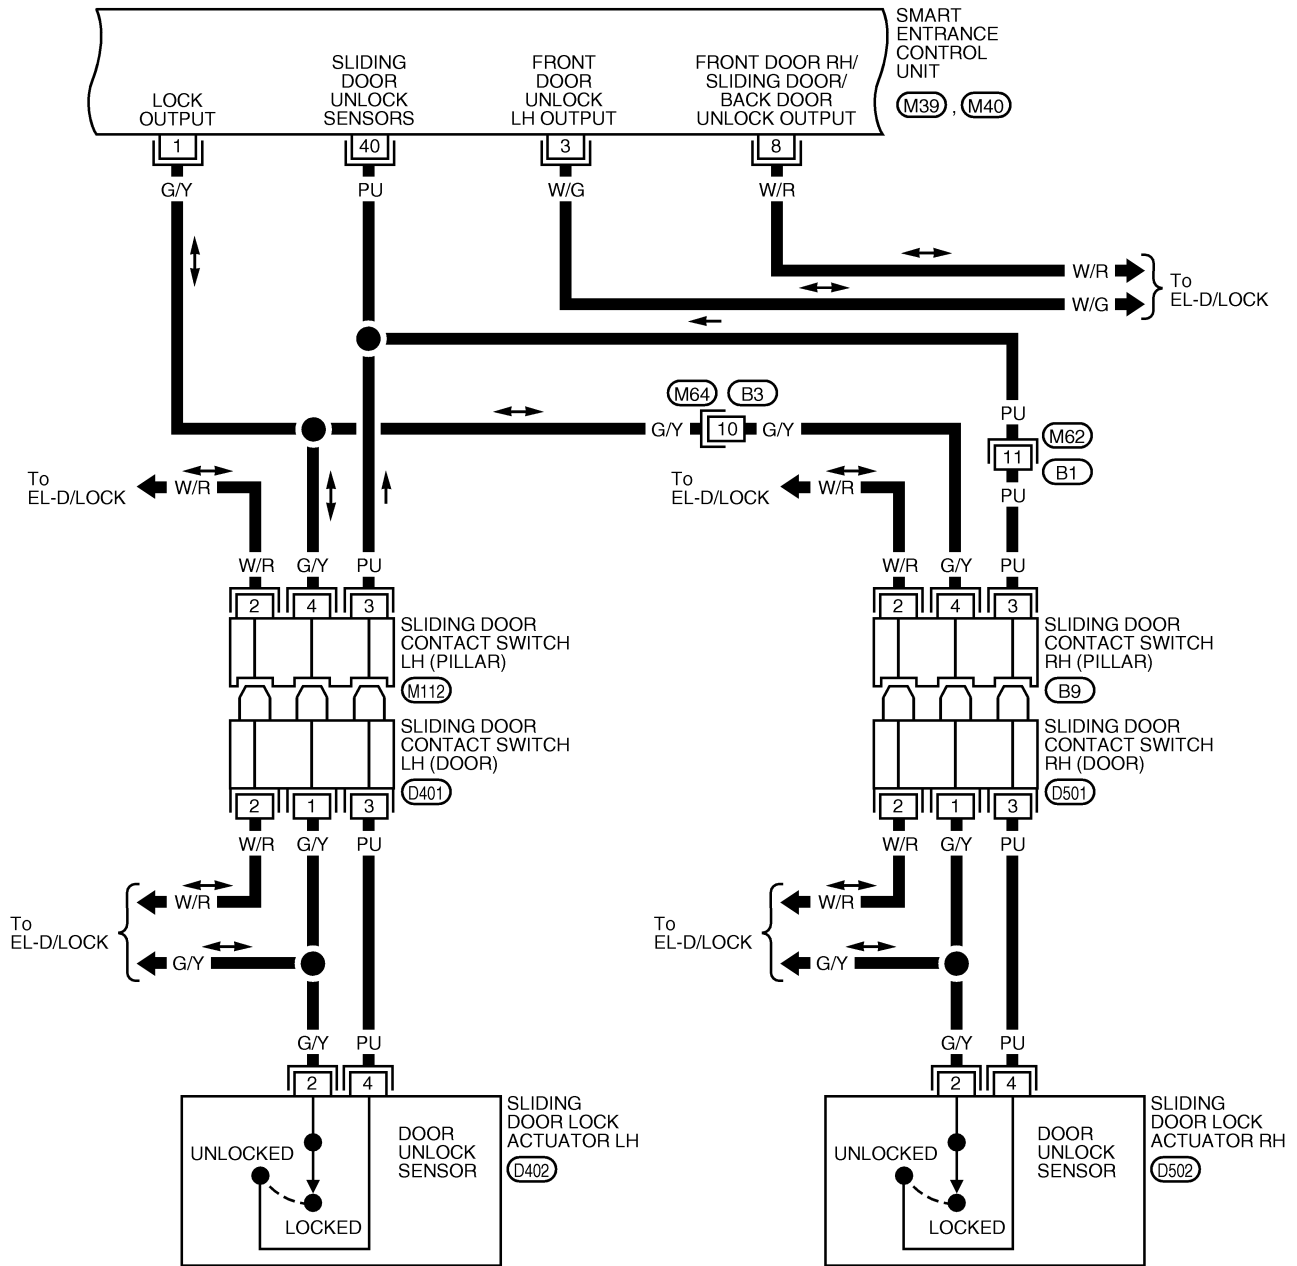 SMART
ENTRANCE
CONTROL
UNIT
M39 , M40
LOCK
OUTPUT
SLIDING
DOOR
UNLOCK
SENSORS
FRONT
DOOR
UNLOCK
LH OUTPUT
FRONT DOOR RH/
SLIDING DOOR/
BACK DOOR
UNLOCK OUTPUT
1
40
3
8
G/Y
PU
W/G
W/R
W/R
W/G
To
EL-D/LOCK
M64
B3
G/Y
10
G/Y
PU
11
PU
M62
B1
To
EL-D/LOCK
W/R
To
EL-D/LOCK
W/R
W/R
G/Y
PU
W/R
G/Y
PU
2
4
3
2
4
3
SLIDING DOOR
CONTACT SWITCH
LH (PILLAR)
M112
SLIDING DOOR
CONTACT SWITCH
RH (PILLAR)
B9
SLIDING DOOR
CONTACT SWITCH
LH (DOOR)
D401
SLIDING DOOR
CONTACT SWITCH
RH (DOOR)
D501
2
1
3
2
1
3
W/R
G/Y
PU
W/R
G/Y
PU
To
EL-D/LOCK
W/R
G/Y
To
EL-D/LOCK
W/R
G/Y
G/Y
PU
G/Y
PU
2
4
2
4
SLIDING
DOOR LOCK
ACTUATOR LH
D402
DOOR
UNLOCK
SENSOR
UNLOCKED
LOCKED
SLIDING
DOOR LOCK
ACTUATOR RH
D502
DOOR
UNLOCK
SENSOR
UNLOCKED
LOCKED